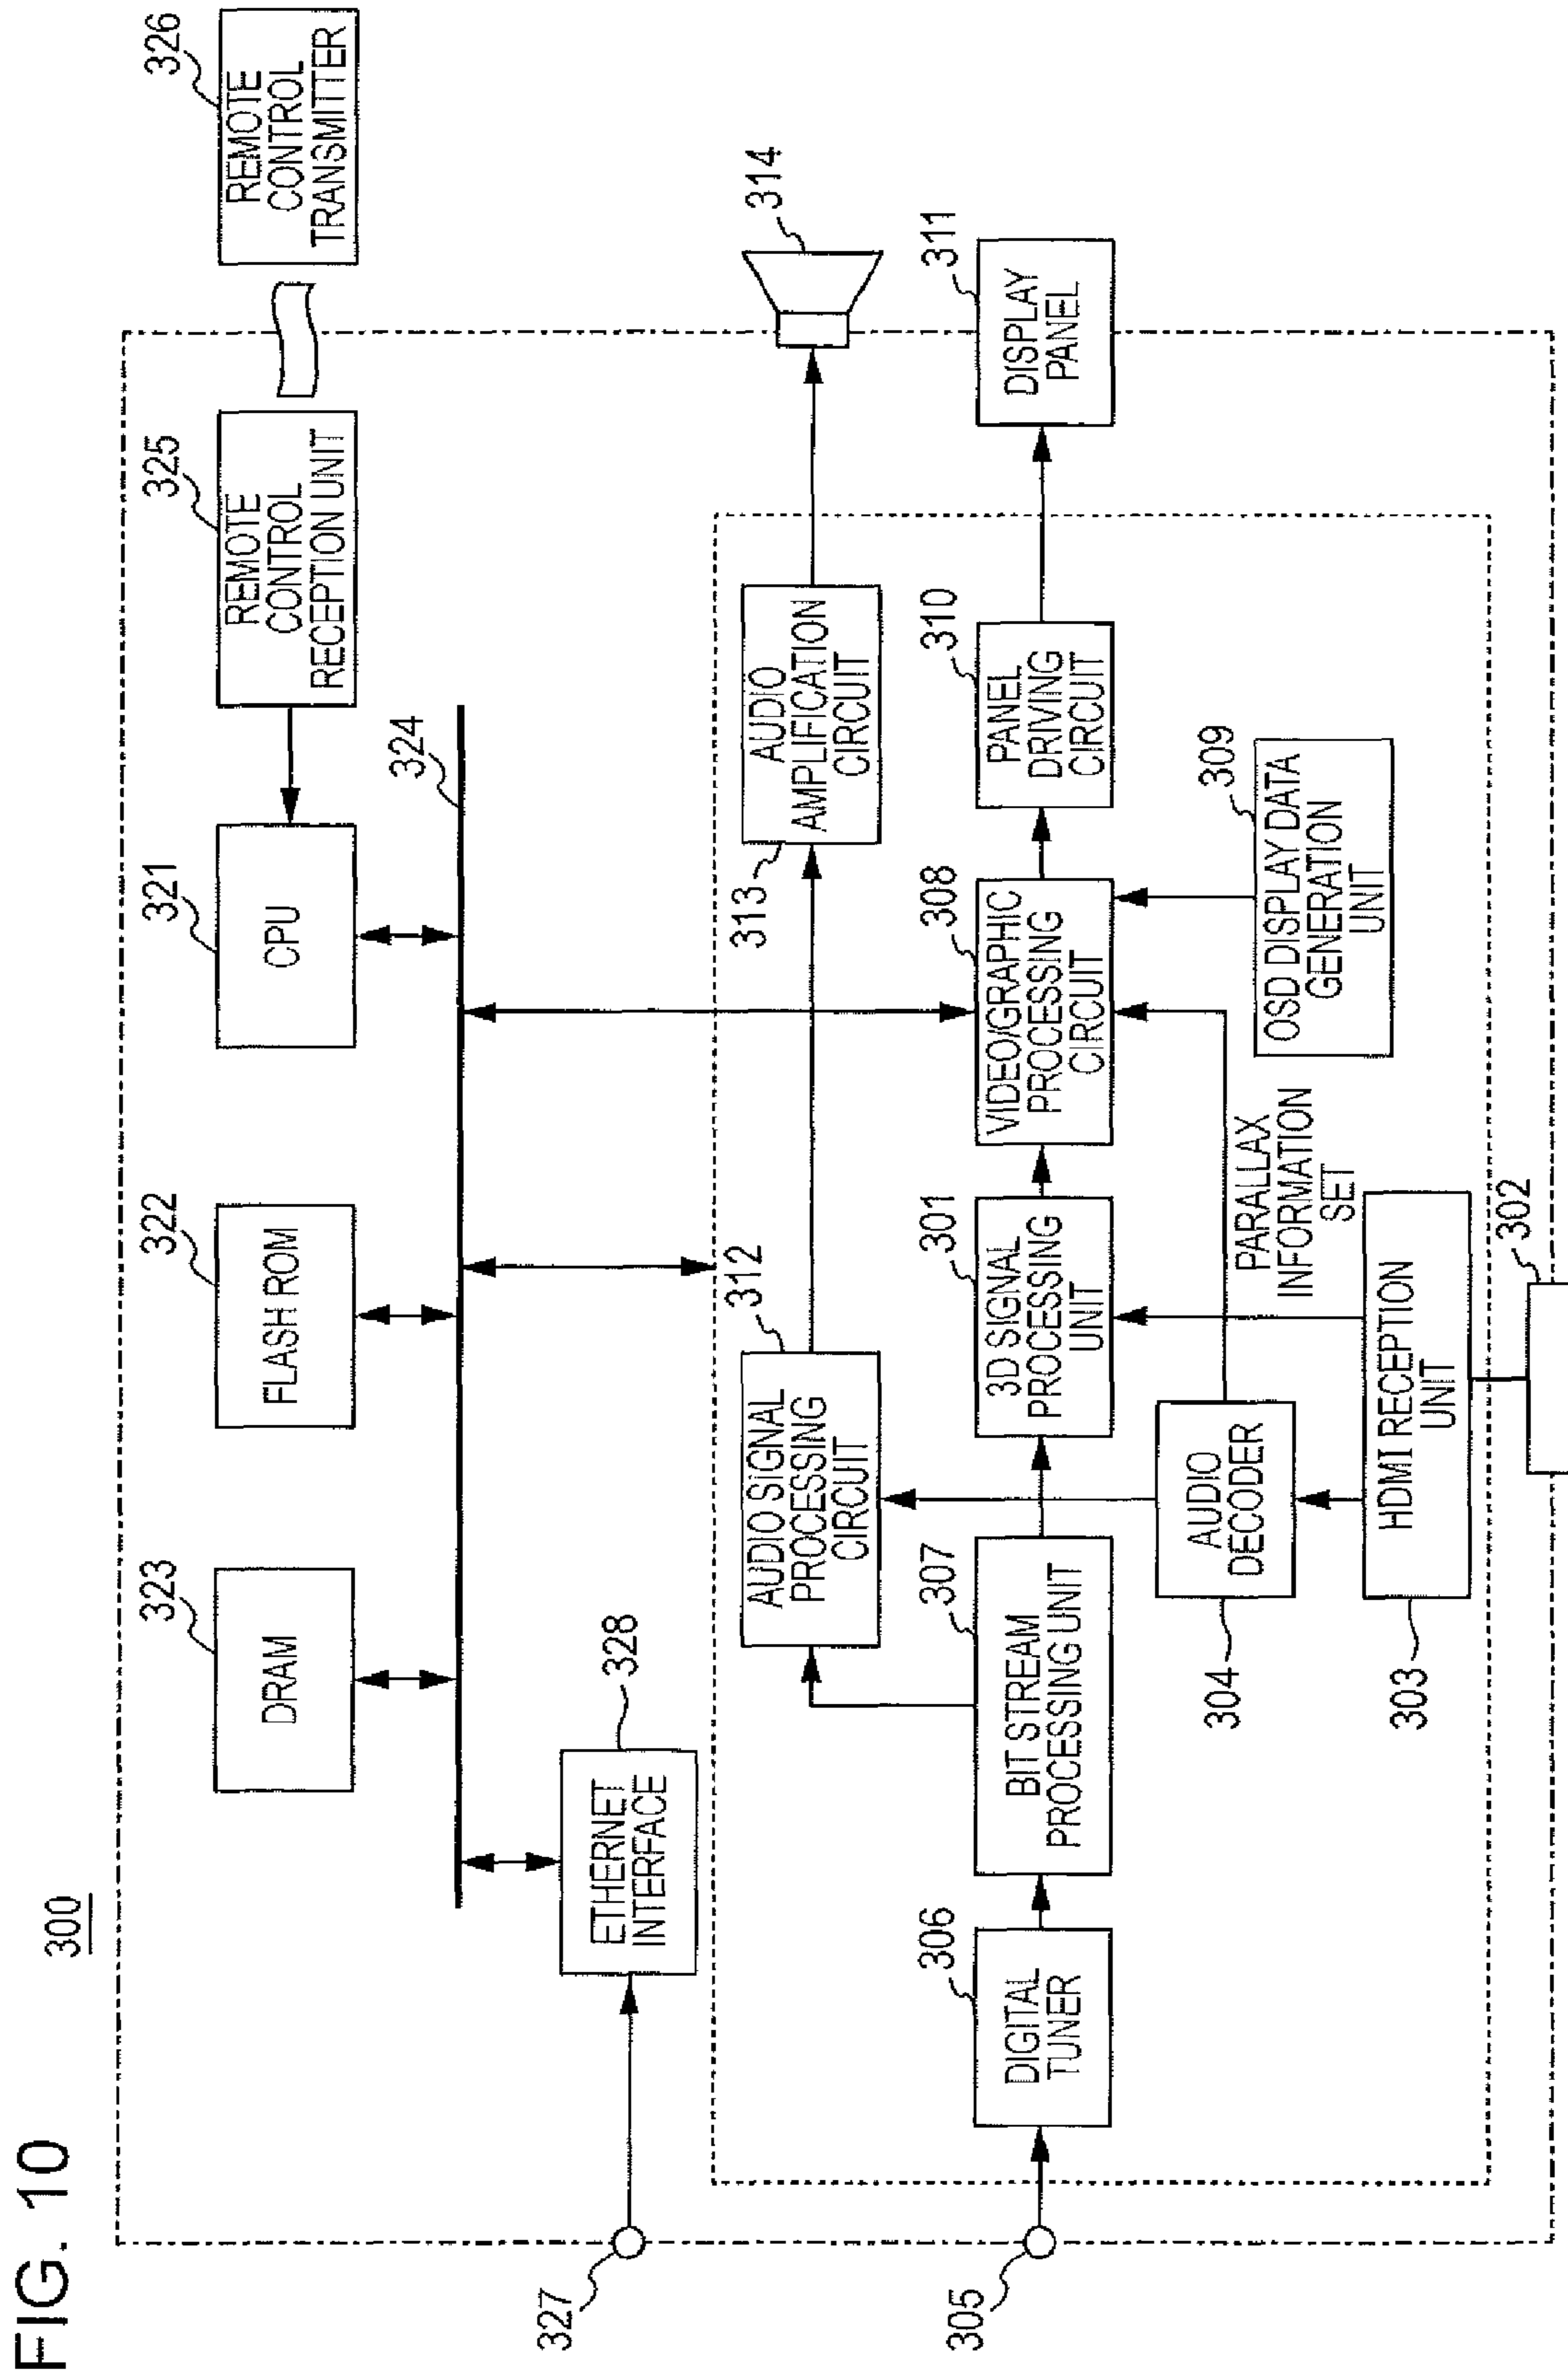 FIG. 10
300
323
DRAM
322
FLASH ROM
321
CPU
325
REMOTE
CONTROL
RECEPTION UNIT
326
REMOTE
CONTROL
TRANSMITTER
324
327
328
ETHERNET
INTERFACE
312
AUDIO SIGNAL
PROCESSING
CIRCUIT
313
AUDIO
AMPLIFICATION
CIRCUIT
314
305
306
DIGITAL
TUNER
307
BIT STREAM
PROCESSING UNIT
301
3D SIGNAL
PROCESSING
UNIT
308
VIDEO/GRAPHIC
PROCESSING
CIRCUIT
310
PANEL
DRIVING
CIRCUIT
311
DISPLAY
PANEL
304
AUDIO
DECODER
PARALLAX
INFORMATION
SET
309
OSD DISPLAY DATA
GENERATION
UNIT
303
HDMI RECEPTION
UNIT
302